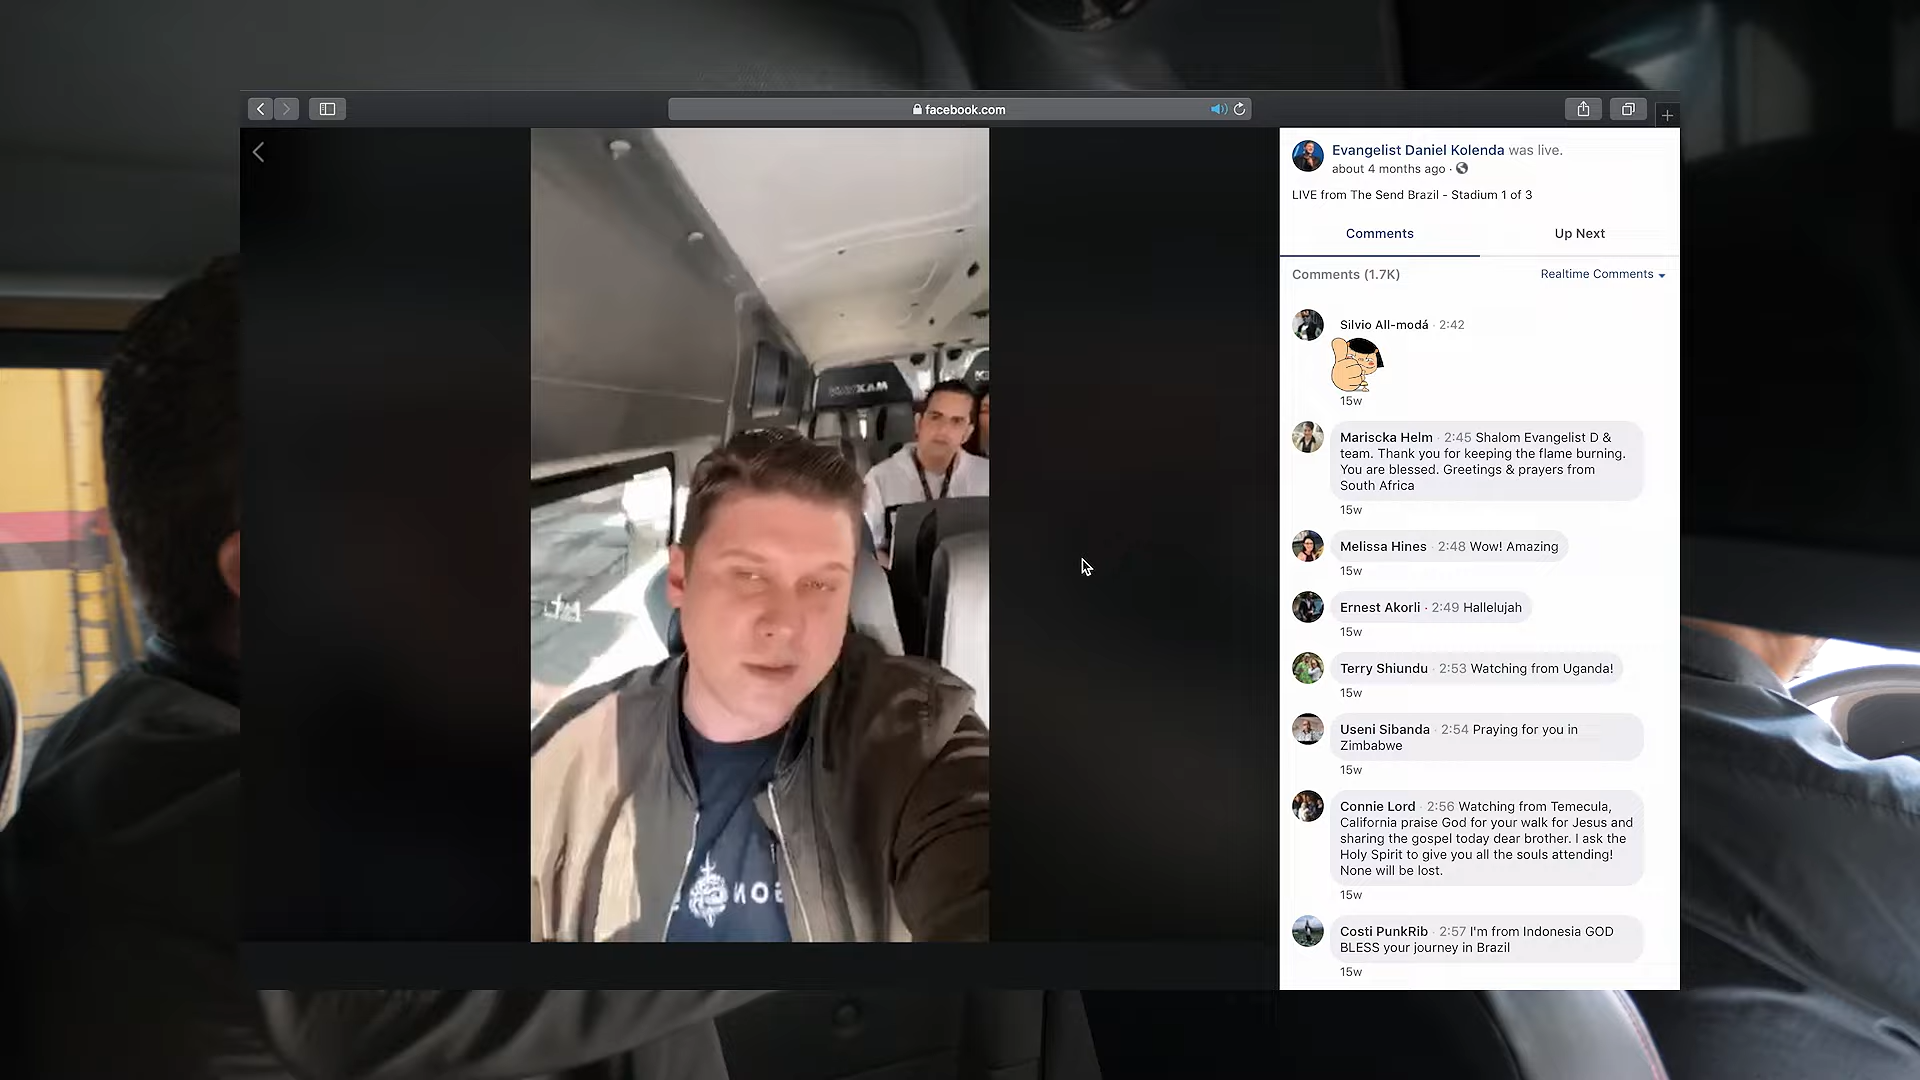 facebook.com
Evangelist Daniel Kolenda was live.
about 4 months ago ·
LIVE from The Send Brazil - Stadium 1 of 3
Comments
Up Next
Comments (1.7K)
Realtime Comments
Silvio All-modá · 2:42
15w
Mariscka Helm · 2:45 Shalom Evangelist D &
team. Thank you for keeping the flame burning.
You are blessed. Greetings & prayers from
South Africa
15w
Melissa Hines · 2:48 Wow! Amazing
15w
Ernest Akorli · 2:49 Hallelujah
15w
Terry Shiundu · 2:53 Watching from Uganda!
15w
Useni Sibanda · 2:54 Praying for you in
Zimbabwe
15w
Connie Lord · 2:56 Watching from Temecula,
California praise God for your walk for Jesus and
sharing the gospel today dear brother. I ask the
Holy Spirit to give you all the souls attending!
None will be lost.
15w
Costi PunkRib · 2:57 I'm from Indonesia GOD
BLESS your journey in Brazil
15w